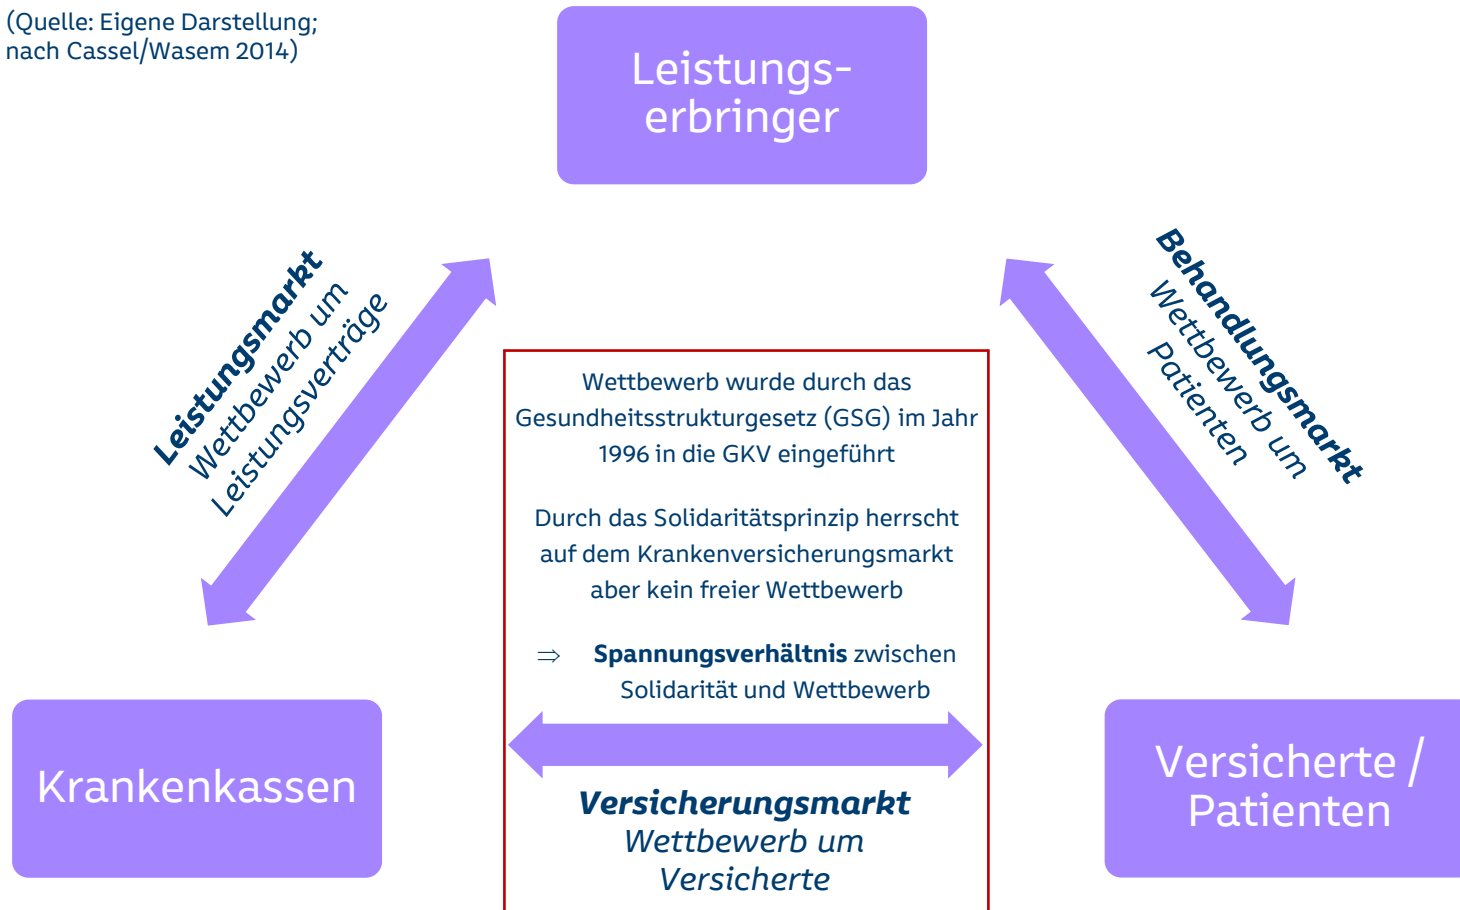 (Quelle: Eigene Darstellung;
nach Cassel/Wasem 2014)
Leistungs-
erbringer
Leistungsmarkt
Wettbewerb um
Leistungsverträge
Behandlungsmarkt
Wettbewerb um
Patienten
Wettbewerb wurde durch das
Gesundheitsstrukturgesetz (GSG) im Jahr
1996 in die GKV eingeführt
Durch das Solidaritätsprinzip herrscht
auf dem Krankenversicherungsmarkt
aber kein freier Wettbewerb
⇒ Spannungsverhältnis zwischen
Solidarität und Wettbewerb
Krankenkassen
Versicherungsmarkt
Wettbewerb um
Versicherte
Versicherte /
Patienten